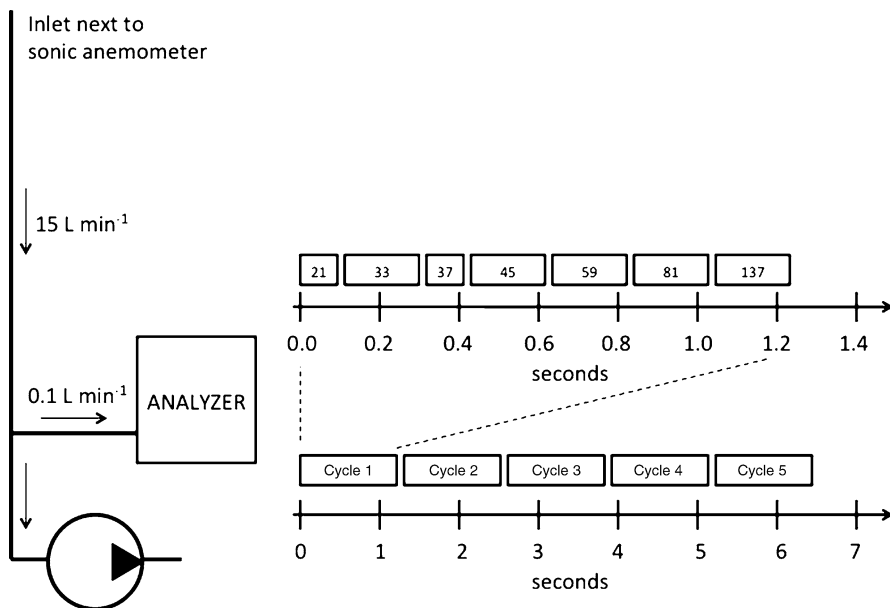 Inlet next to
sonic anemometer
15 L min⁻¹
21 33 37 45 59 81 137
0.0 0.2 0.4 0.6 0.8 1.0 1.2 1.4
seconds
0.1 L min⁻¹
ANALYZER
Cycle 1 Cycle 2 Cycle 3 Cycle 4 Cycle 5
0 1 2 3 4 5 6 7
seconds